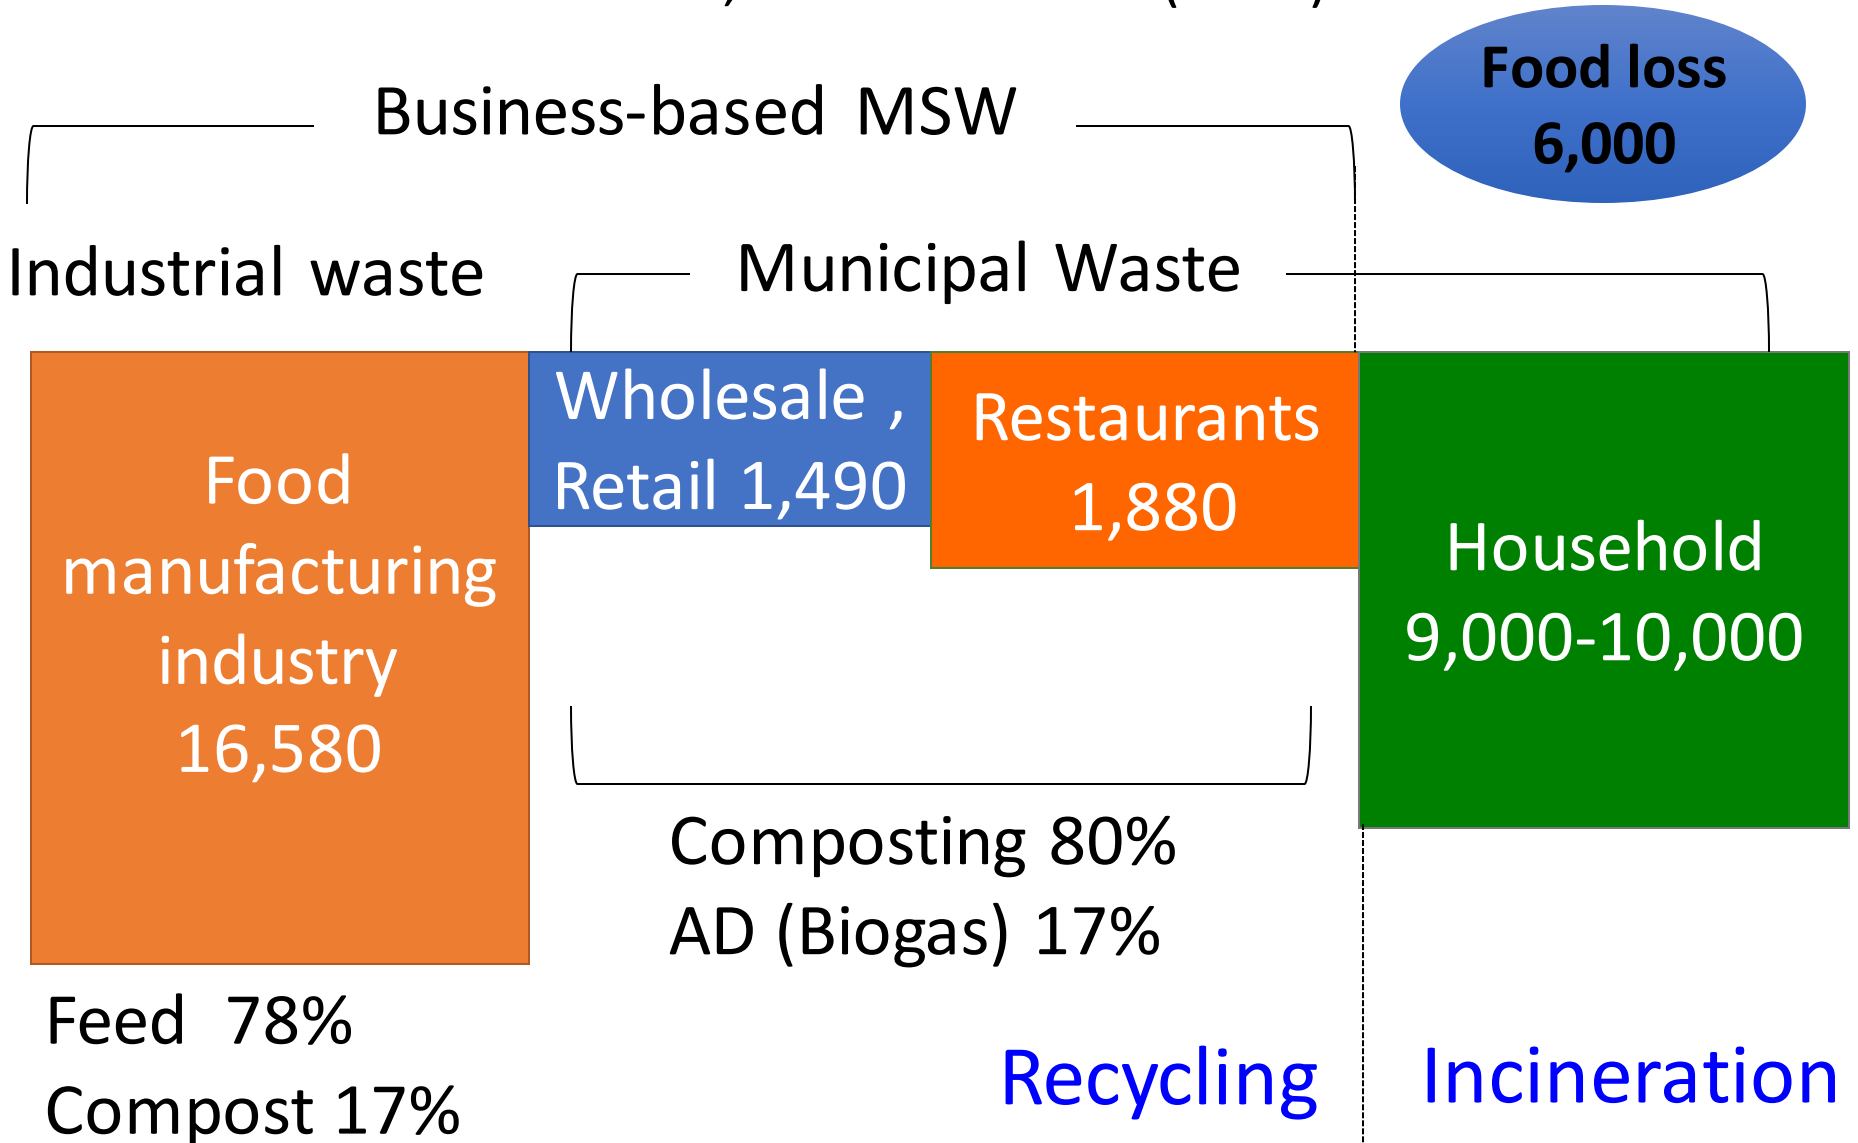 Food loss
6,000
Business-based MSW
Industrial waste
Municipal Waste
Food
manufacturing
industry
16,580
Wholesale ,
Retail 1,490
Restaurants
1,880
Household
9,000-10,000
Composting 80%
AD (Biogas) 17%
Feed 78%
Compost 17%
Recycling
Incineration